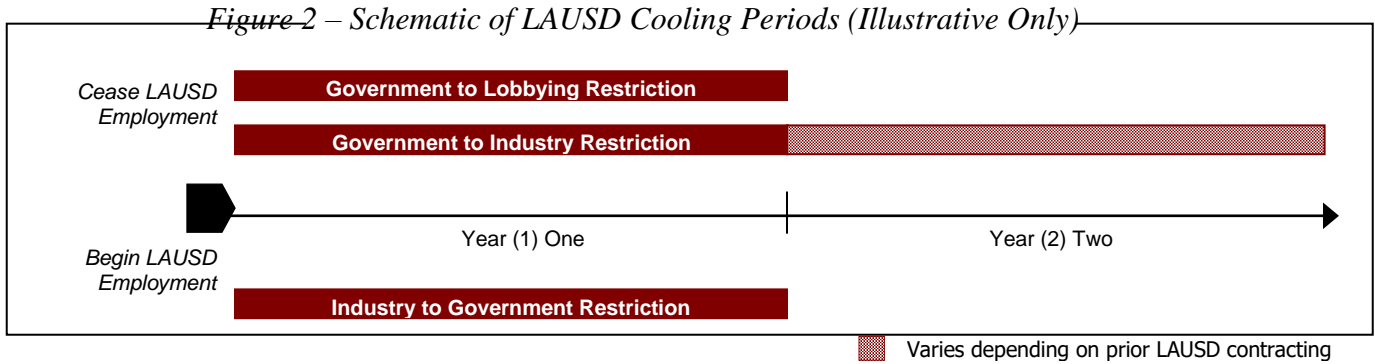 Figure 2 – Schematic of LAUSD Cooling Periods (Illustrative Only)
Cease LAUSD
Employment
Government to Lobbying Restriction
Government to Industry Restriction
Year (1) One
Year (2) Two
Begin LAUSD
Employment
Industry to Government Restriction
Varies depending on prior LAUSD contracting